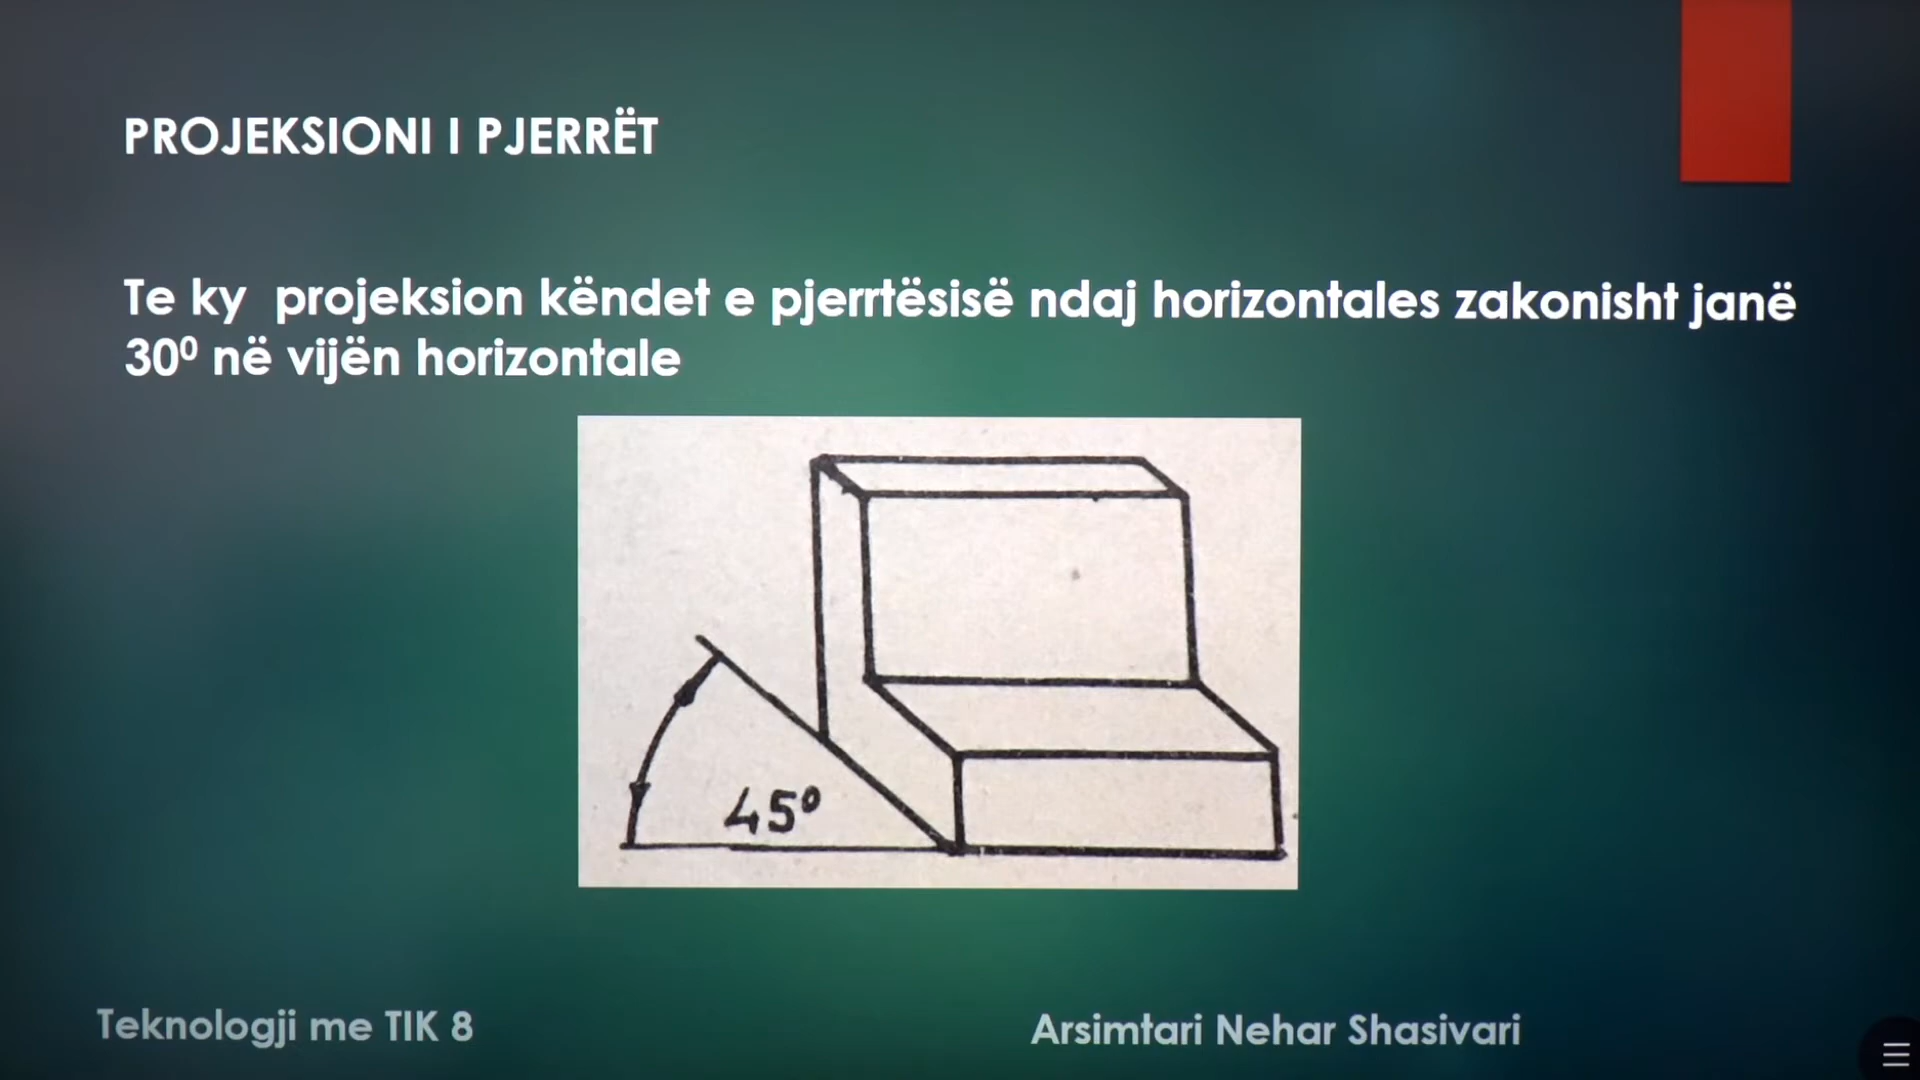 PROJEKSIONI I PJERRËT
Te ky projeksion këndet e pjerrtësisë ndaj horizontales zakonisht janë
30⁰ në vijën horizontale
45⁰
Teknologji me TIK 8
Arsimtari Nehar Shasivari